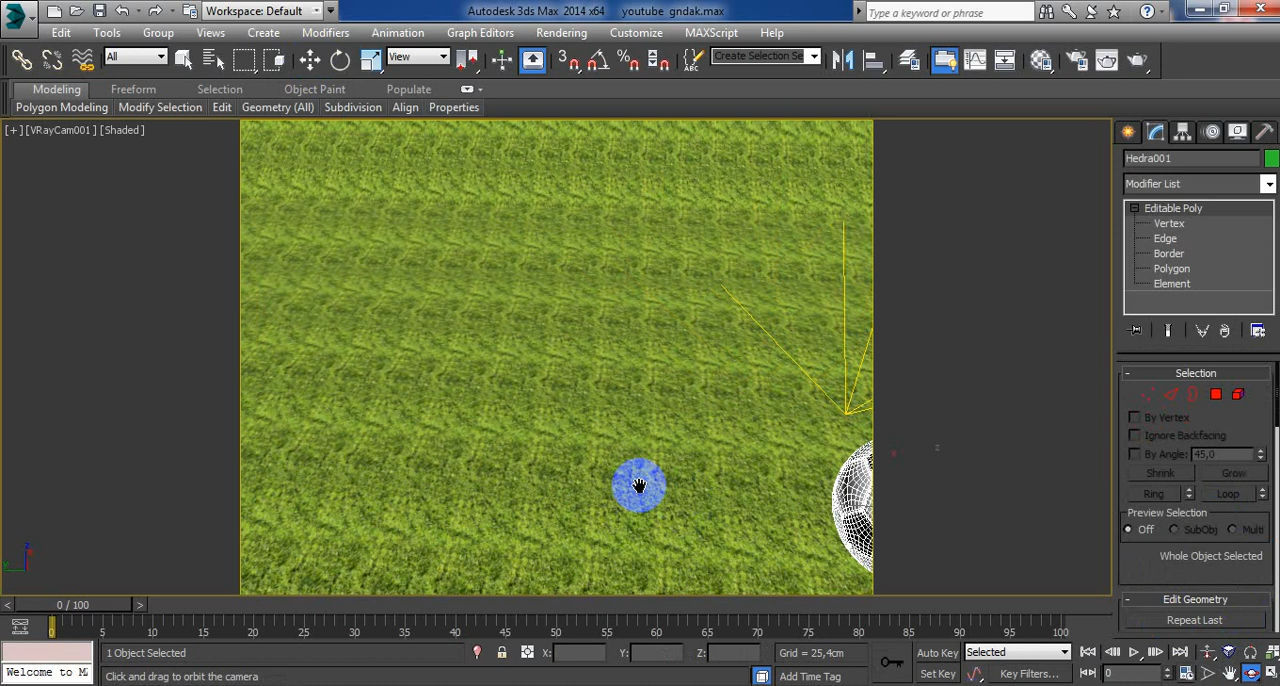 Workspace: Default
Autodesk 3ds Max 2014 x64 youtube gndak.max
Type a keyword or phrase
Edit Tools Group Views Create Modifiers Animation Graph Editors Rendering Customize MAXScript Help
All
View
3
ABC
Create Selection Se
Modeling Freeform Selection Object Paint Populate
Polygon Modeling Modify Selection Edit Geometry (All) Subdivision Align Properties
[+] [VRayCam001] [Shaded]
Hedra001
Modifier List
Editable Poly
Vertex
Edge
Border
Polygon
Element
Selection
By Vertex
Ignore Backfacing
By Angle: 45,0
Shrink Grow
Ring Loop
Preview Selection
Off SubObj Multi
Whole Object Selected
Edit Geometry
Repeat Last
x z
z
x
y
0 / 100
0 5 10 15 20 25 30 35 40 45 50 55 60 65 70 75 80 85 90 95 100
1 Object Selected X: Y: Z: Grid = 25,4cm Auto Key Selected
Welcome to M Click and drag to orbit the camera Add Time Tag Set Key Key Filters... 0